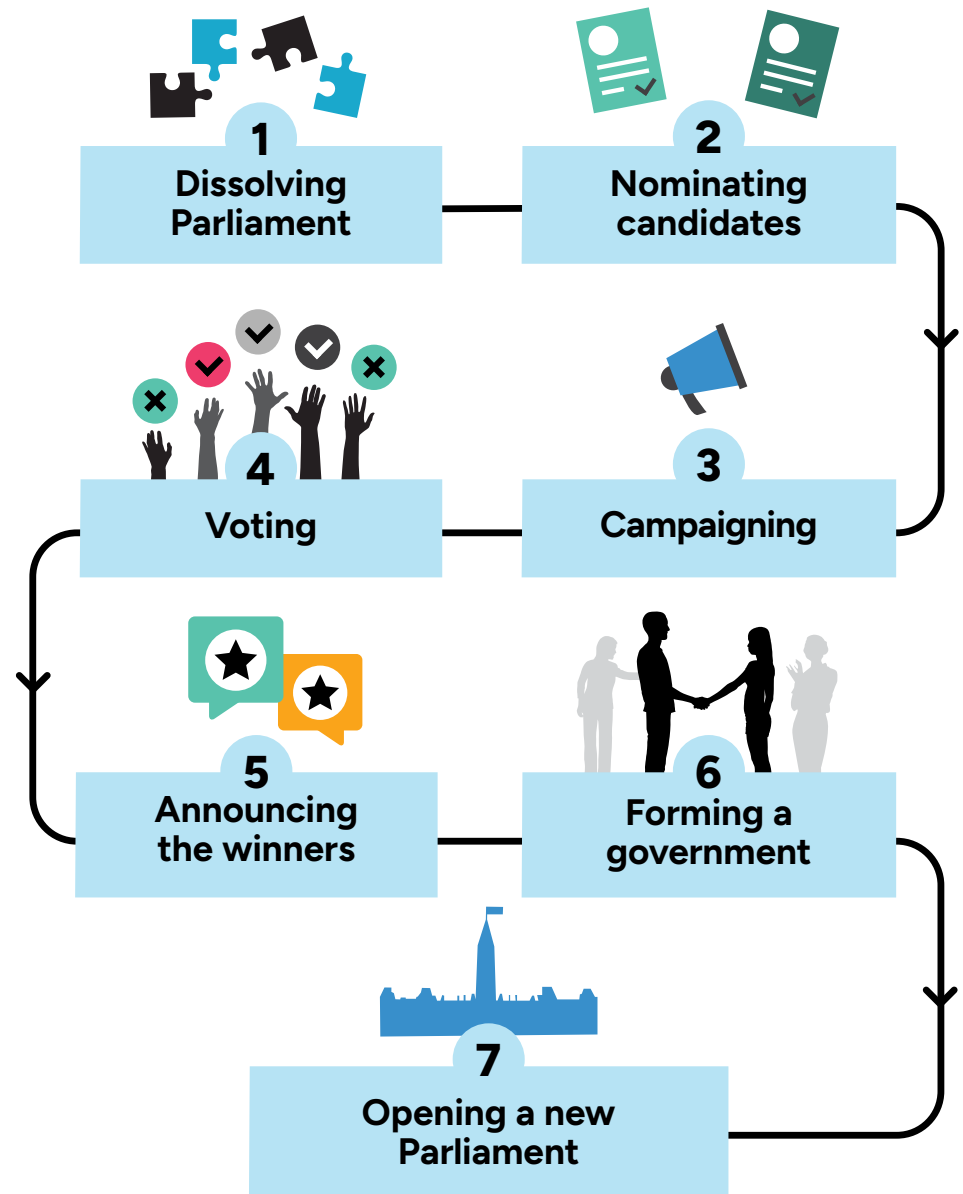 1
Dissolving
Parliament
2
Nominating
candidates
3
Campaigning
4
Voting
5
Announcing
the winners
6
Forming a
government
7
Opening a new
Parliament